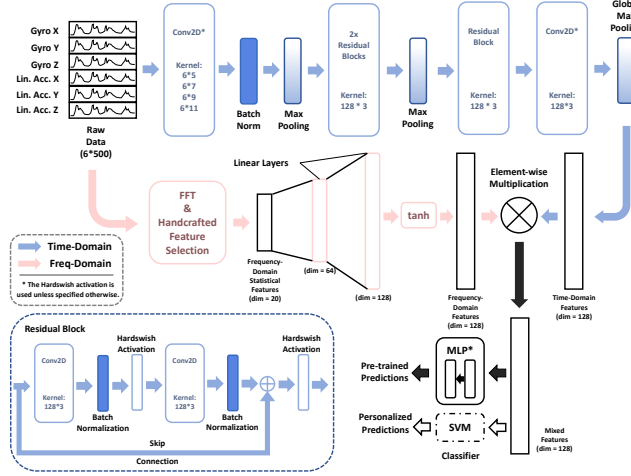 Gyro X
Gyro Y
Gyro Z
Lin. Acc. X
Lin. Acc. Y
Lin. Acc. Z
Raw
Data
(6*500)
Conv2D*
Kernel:
6*5
6*7
6*9
6*11
Batch
Norm
Max
Pooling
2x
Residual
Blocks
Kernel:
128 * 3
Max
Pooling
Residual
Block
Kernel:
128 * 3
Conv2D*
Kernel:
128*3
Global
Max
Pooling
Linear Layers
FFT
&
Handcrafted
Feature
Selection
Frequency-
Domain
Statistical
Features
(dim = 20)
(dim = 64)
(dim = 128)
tanh
Frequency-
Domain
Features
(dim = 128)
Element-wise
Multiplication
Time-Domain
Features
(dim = 128)
Time-Domain
Freq-Domain
* The Hardswish activation is
used unless specified otherwise.
Residual Block
Conv2D
Kernel:
128*3
Batch
Normalization
Hardswish
Activation
Conv2D
Kernel:
128*3
Batch
Normalization
Hardswish
Activation
Skip
Connection
Pre-trained
Predictions
MLP*
Personalized
Predictions
SVM
Classifier
Mixed
Features
(dim = 128)